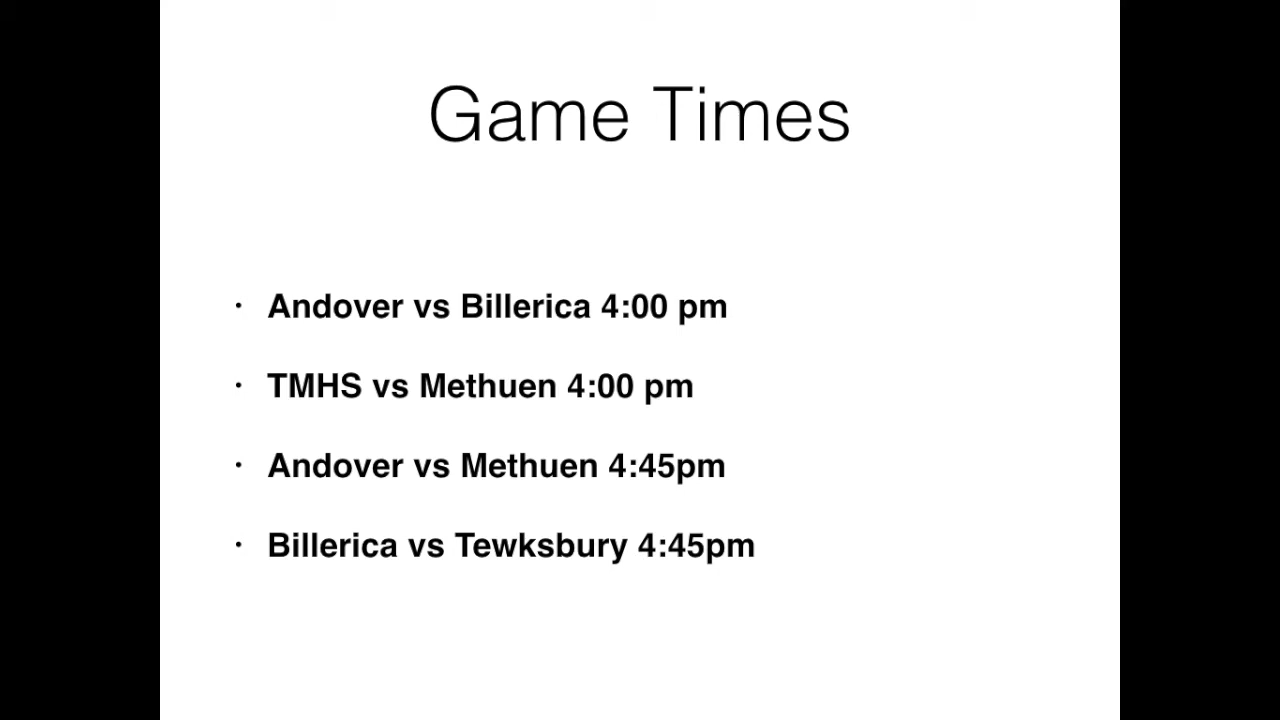 Game Times
· Andover vs Billerica 4:00 pm
· TMHS vs Methuen 4:00 pm
· Andover vs Methuen 4:45pm
· Billerica vs Tewksbury 4:45pm